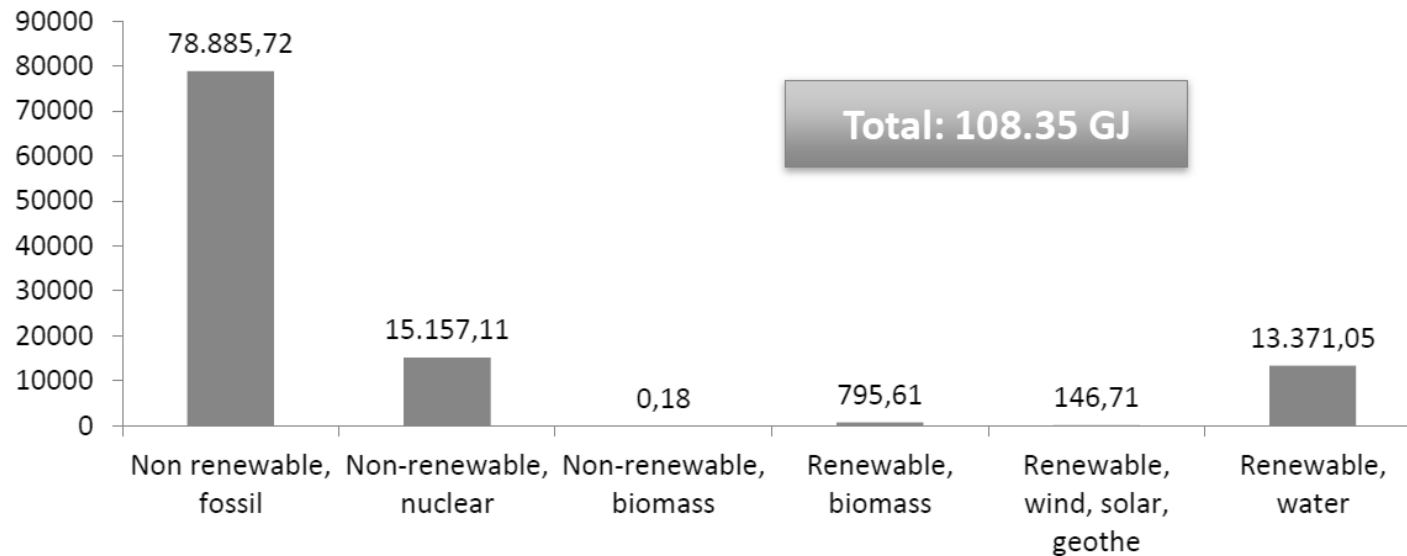 90000
80000
70000
60000
50000
40000
30000
20000
10000
0
78.885,72
15.157,11
0,18
795,61
146,71
13.371,05
Total: 108.35 GJ
Non renewable,
fossil
Non-renewable,
nuclear
Non-renewable,
biomass
Renewable,
biomass
Renewable,
wind, solar,
geothe
Renewable,
water